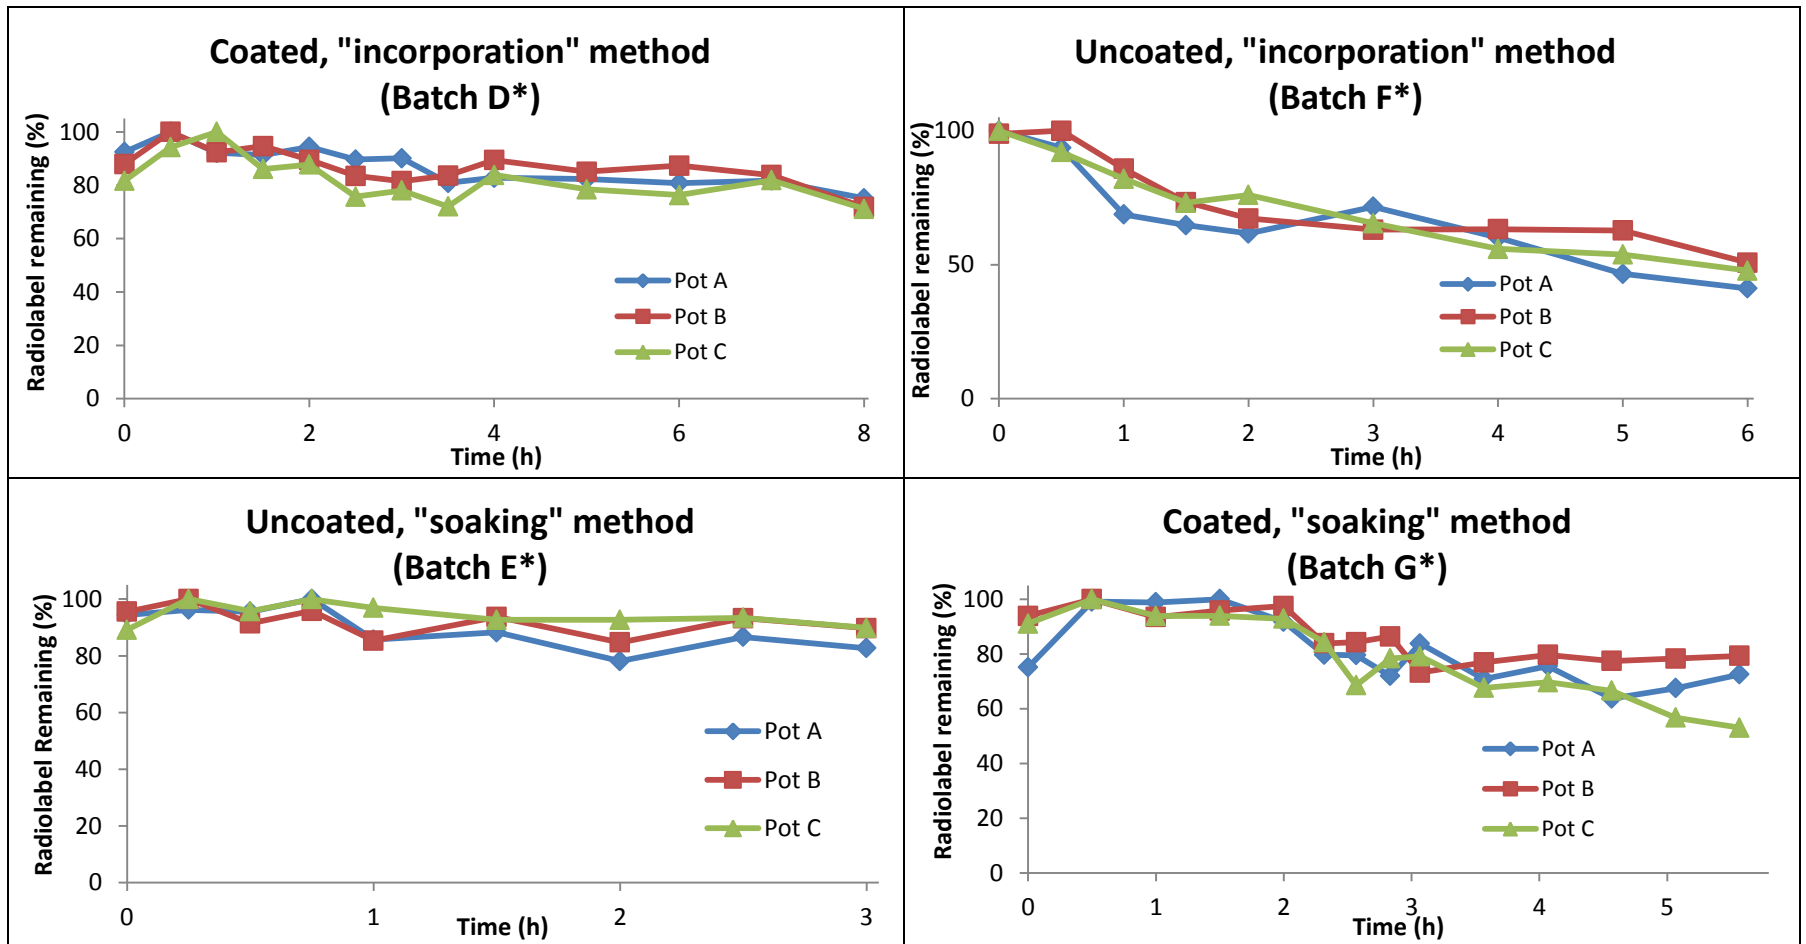 Coated, "incorporation" method
(Batch D*)
Radiolabel remaining (%)
100
80
60
40
20
0
0 2 4 6 8
Time (h)
Pot A
Pot B
Pot C
Uncoated, "incorporation" method
(Batch F*)
Radiolabel remaining (%)
100
50
0
0 1 2 3 4 5 6
Time (h)
Pot A
Pot B
Pot C
Uncoated, "soaking" method
(Batch E*)
Radiolabel Remaining (%)
100
80
60
40
20
0
0 1 2 3
Time (h)
Pot A
Pot B
Pot C
Coated, "soaking" method
(Batch G*)
Radiolabel remaining (%)
100
80
60
40
20
0
0 1 2 3 4 5
Time (h)
Pot A
Pot B
Pot C